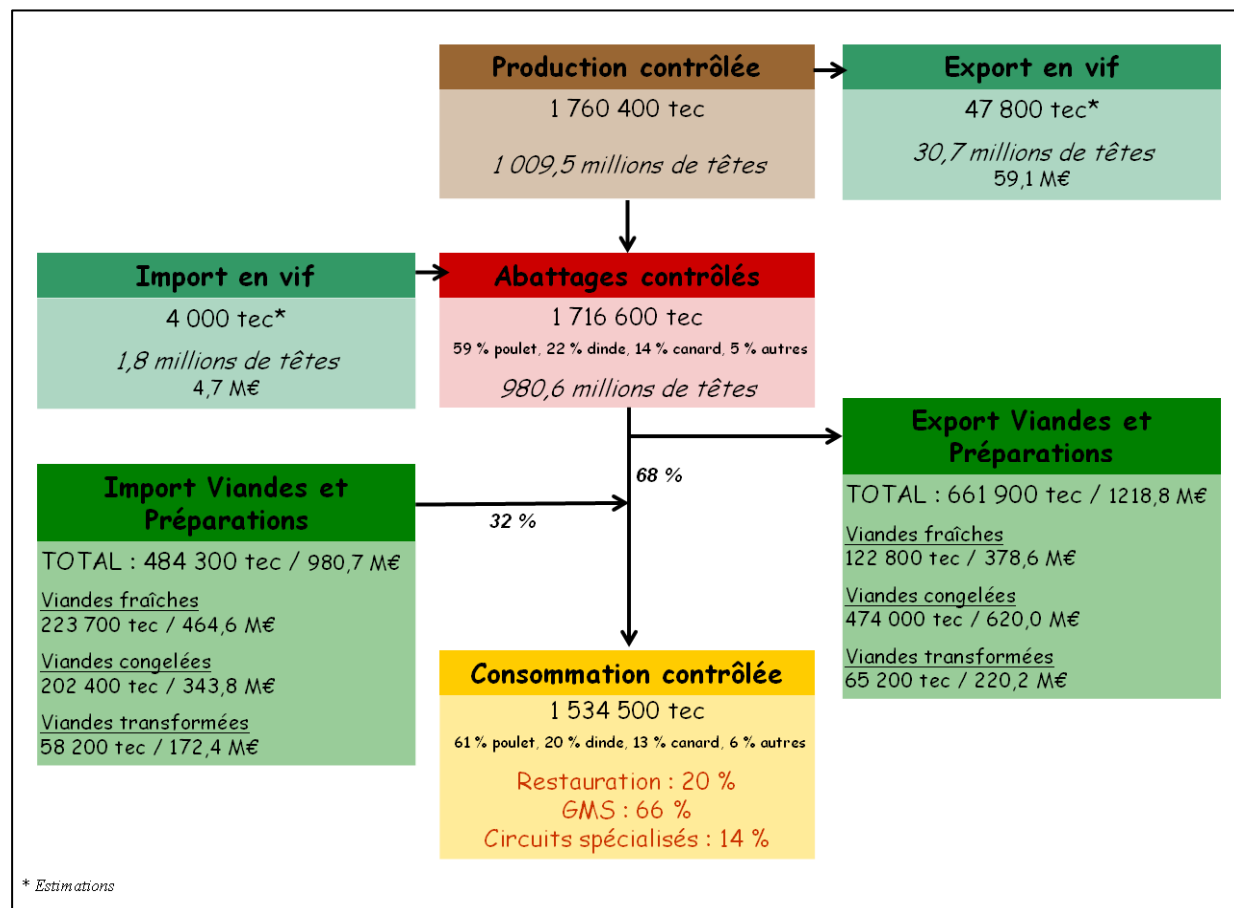 Production contrôlée
1 760 400 tec
1 009,5 millions de têtes
Export en vif
47 800 tec*
30,7 millions de têtes
59,1 M€
Import en vif
4 000 tec*
1,8 millions de têtes
4,7 M€
Abattages contrôlés
1 716 600 tec
59 % poulet, 22 % dinde, 14 % canard, 5 % autres
980,6 millions de têtes
Export Viandes et
Préparations
TOTAL : 661 900 tec / 1218,8 M€
Viandes fraîches
122 800 tec / 378,6 M€
Viandes congelées
474 000 tec / 620,0 M€
Viandes transformées
65 200 tec / 220,2 M€
68 %
32 %
Import Viandes et
Préparations
TOTAL : 484 300 tec / 980,7 M€
Viandes fraîches
223 700 tec / 464,6 M€
Viandes congelées
202 400 tec / 343,8 M€
Viandes transformées
58 200 tec / 172,4 M€
Consommation contrôlée
1 534 500 tec
61 % poulet, 20 % dinde, 13 % canard, 6 % autres
Restauration : 20 %
GMS : 66 %
Circuits spécialisés : 14 %
* Estimations